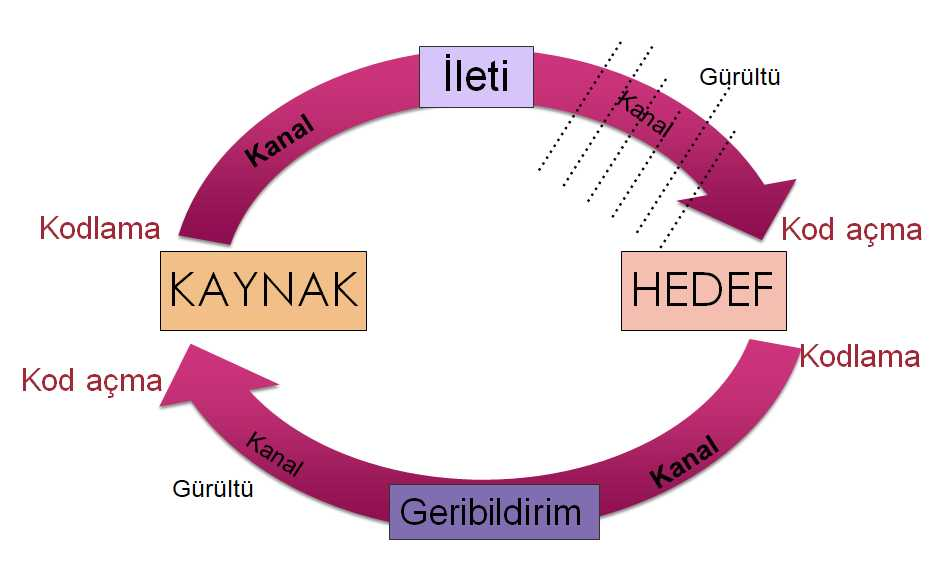 İleti
Gürültü
Kanal
Kanal
Kodlama
Kod açma
KAYNAK
HEDEF
Kodlama
Kod açma
Kanal
Kanal
Gürültü
Geribildirim